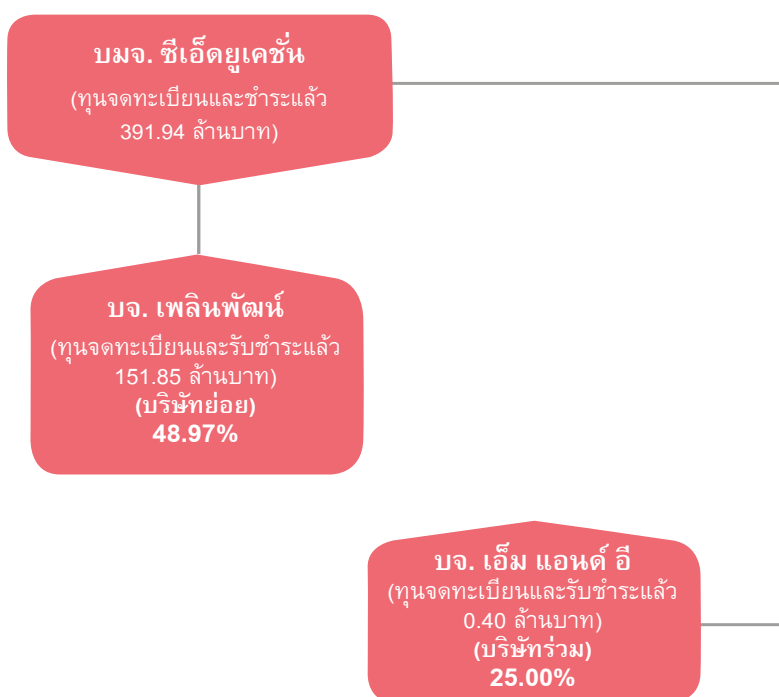 บมจ. ซีเอ็ดยูเคชั่น
(ทุนจดทะเบียนและชำระแล้ว
391.94 ล้านบาท)
บจ. เพลินพัฒน์
(ทุนจดทะเบียนและรับชำระแล้ว
151.85 ล้านบาท)
(บริษัทย่อย)
48.97%
บจ. เอ็ม แอนด์ อี
(ทุนจดทะเบียนและรับชำระแล้ว
0.40 ล้านบาท)
(บริษัทร่วม)
25.00%